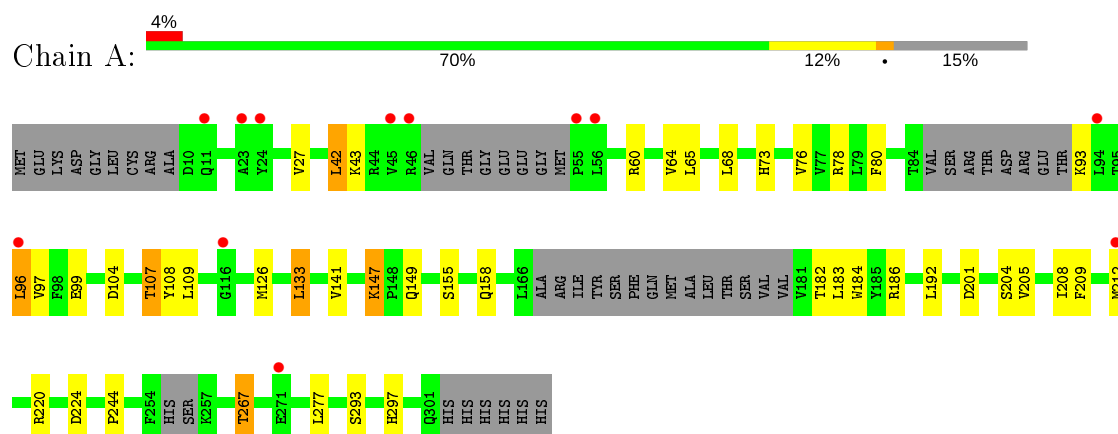 4%
Chain A:
70% 12% • 15%
MET GLU LYS ASP GLY LEU CYS ARG ALA D10 Q11 A23 Y24 V27 L42 K43 R44 V45 R46 VAL GLN THR GLY GLU GLU GLY MET P55 L56 R60 V64 L65 L68 H73 V76 V77 R78 L79 F80 T84 VAL SER ARG THR ASP ARG GLU THR K93 L94 T95
L96 V97 F98 E99 D104 T107 Y108 L109 G116 M126 L133 V141 K147 P148 Q149 S155 Q158 L166 ALA ARG ILE TYR SER PHE GLN MET ALA LEU THR SER VAL VAL V181 T182 L183 W184 Y185 R186 L192 D201 S204 V205 I208 F209 M212
R220 D224 P244 F254 HIS SER K257 T267 E271 L277 S293 H297 Q301 HIS HIS HIS HIS HIS HIS